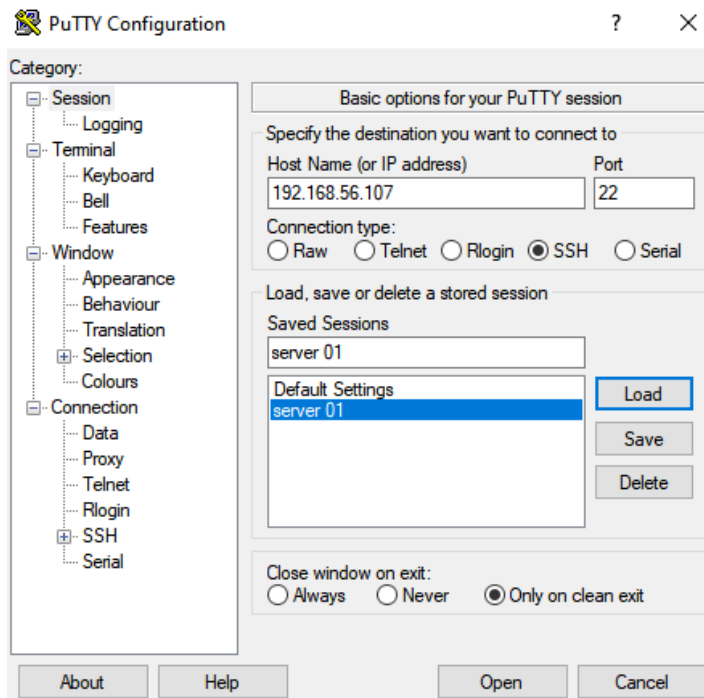 PuTTY Configuration ? ×
Category:
Session
Logging
Terminal
Keyboard
Bell
Features
Window
Appearance
Behaviour
Translation
Selection
Colours
Connection
Data
Proxy
Telnet
Rlogin
SSH
Serial
Basic options for your PuTTY session
Specify the destination you want to connect to
Host Name (or IP address) Port
192.168.56.107 22
Connection type:
Raw Telnet Rlogin SSH Serial
Load, save or delete a stored session
Saved Sessions
server 01
Default Settings
server 01
Load
Save
Delete
Close window on exit:
Always Never Only on clean exit
About Help Open Cancel